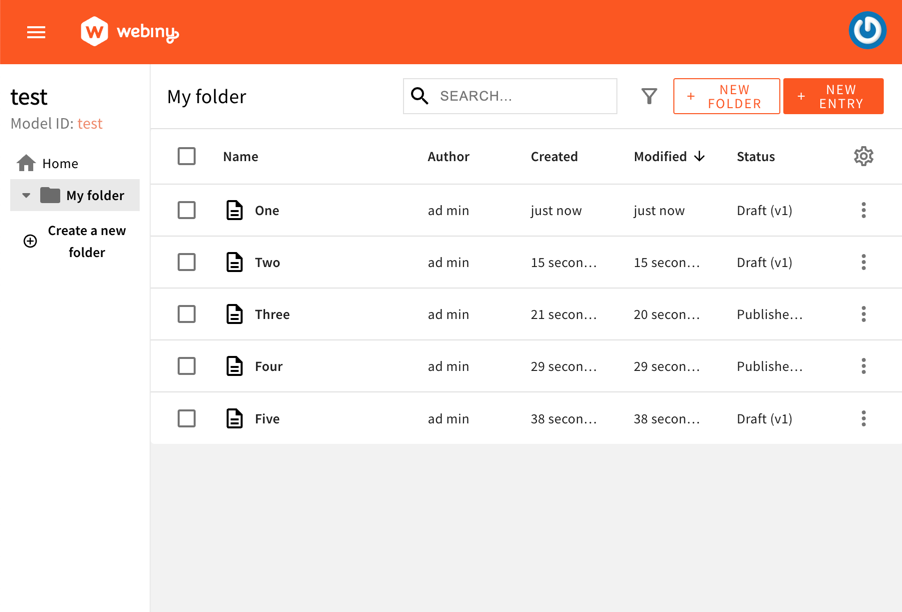 webiny
test
Model ID: test
Home
My folder
Create a new
folder
My folder
SEARCH...
+ NEW
FOLDER
+ NEW
ENTRY
Name Author Created Modified Status
One ad min just now just now Draft (v1)
Two ad min 15 secon... 15 secon... Draft (v1)
Three ad min 21 secon... 20 secon... Publishe...
Four ad min 29 secon... 29 secon... Publishe...
Five ad min 38 secon... 38 secon... Draft (v1)